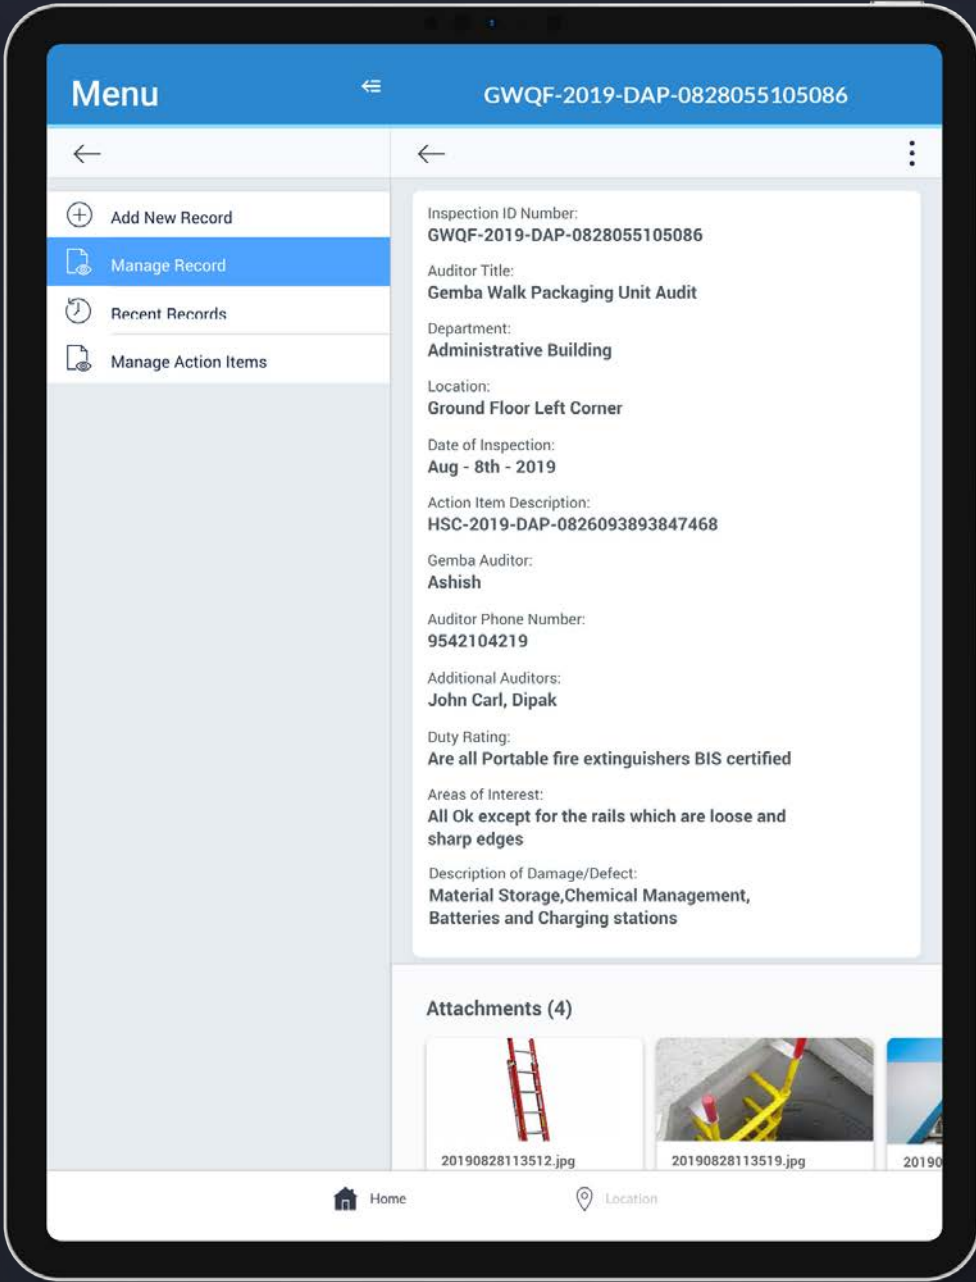 Menu
GWQF-2019-DAP-0828055105086
Add New Record
Manage Record
Recent Records
Manage Action Items
Inspection ID Number:
GWQF-2019-DAP-0828055105086
Auditor Title:
Gemba Walk Packaging Unit Audit
Department:
Administrative Building
Location:
Ground Floor Left Corner
Date of Inspection:
Aug - 8th - 2019
Action Item Description:
HSC-2019-DAP-0826093893847468
Gemba Auditor:
Ashish
Auditor Phone Number:
9542104219
Additional Auditors:
John Carl, Dipak
Duty Rating:
Are all Portable fire extinguishers BIS certified
Areas of Interest:
All Ok except for the rails which are loose and
sharp edges
Description of Damage/Defect:
Material Storage,Chemical Management,
Batteries and Charging stations
Attachments (4)
20190828113512.jpg
20190828113519.jpg
20190
Home
Location